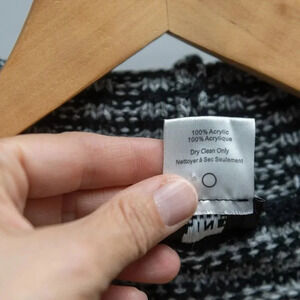 100% Acrylic
100% Acrylique
Dry Clean Only
Nettoyer à Sec Seulement